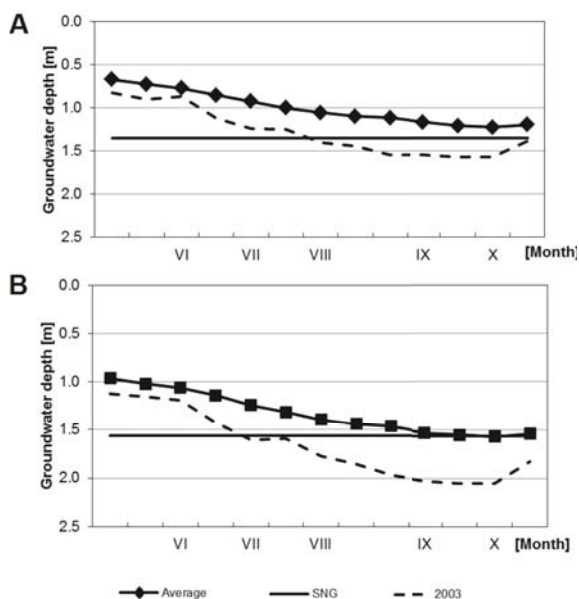 A
Groundwater depth [m]
0.0
0.5
1.0
1.5
2.0
2.5
VI VII VIII IX X [Month]
B
Groundwater depth [m]
0.0
0.5
1.0
1.5
2.0
2.5
VI VII VIII IX X [Month]
Average SNG 2003